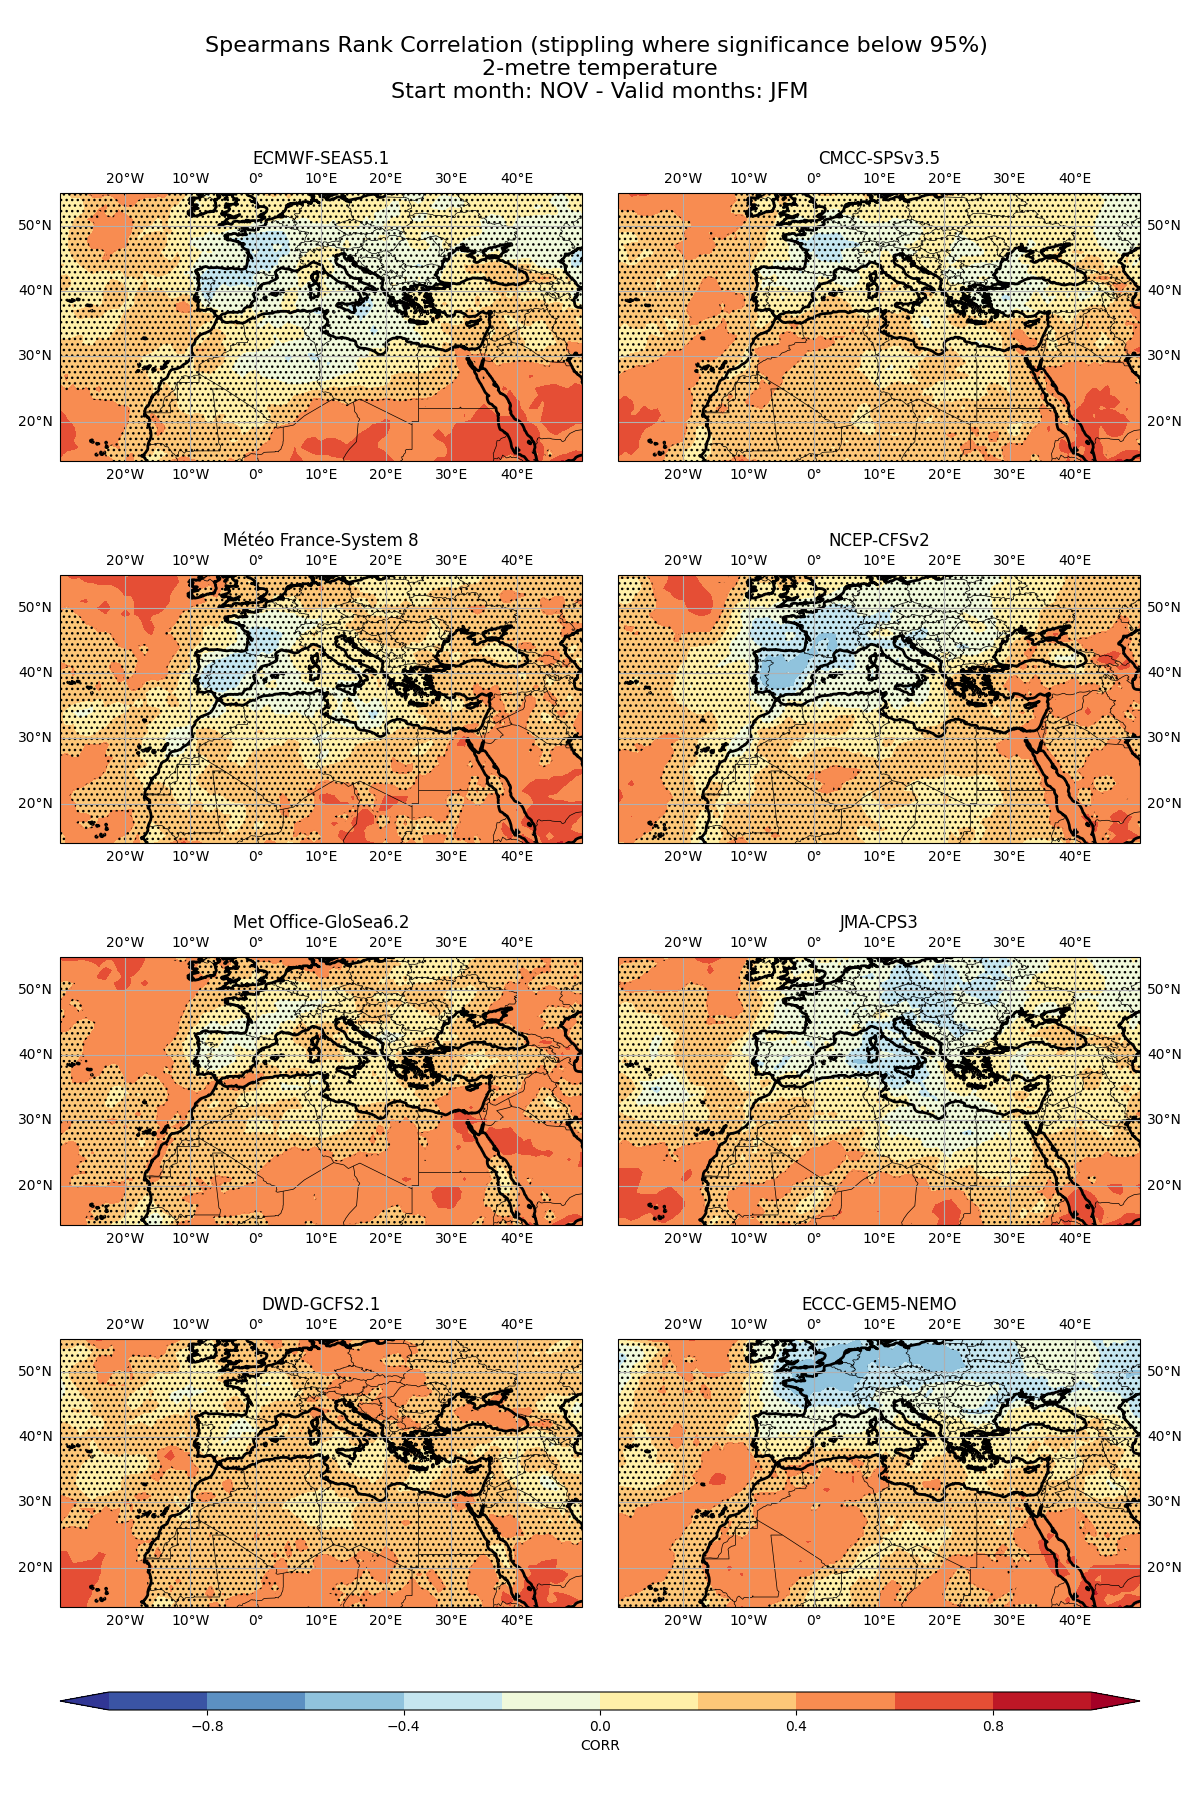 Spearmans Rank Correlation (stippling where significance below 95%)
2-metre temperature
Start month: NOV - Valid months: JFM
ECMWF-SEAS5.1 CMCC-SPSv3.5
20°W 10°W 0° 10°E 20°E 30°E 40°E 20°W 10°W 0° 10°E 20°E 30°E 40°E
50°N 50°N
40°N 40°N
30°N 30°N
20°N 20°N
20°W 10°W 0° 10°E 20°E 30°E 40°E 20°W 10°W 0° 10°E 20°E 30°E 40°E
Météo France-System 8 NCEP-CFSv2
20°W 10°W 0° 10°E 20°E 30°E 40°E 20°W 10°W 0° 10°E 20°E 30°E 40°E
50°N 50°N
40°N 40°N
30°N 30°N
20°N 20°N
20°W 10°W 0° 10°E 20°E 30°E 40°E 20°W 10°W 0° 10°E 20°E 30°E 40°E
Met Office-GloSea6.2 JMA-CPS3
20°W 10°W 0° 10°E 20°E 30°E 40°E 20°W 10°W 0° 10°E 20°E 30°E 40°E
50°N 50°N
40°N 40°N
30°N 30°N
20°N 20°N
20°W 10°W 0° 10°E 20°E 30°E 40°E 20°W 10°W 0° 10°E 20°E 30°E 40°E
DWD-GCFS2.1 ECCC-GEM5-NEMO
20°W 10°W 0° 10°E 20°E 30°E 40°E 20°W 10°W 0° 10°E 20°E 30°E 40°E
50°N 50°N
40°N 40°N
30°N 30°N
20°N 20°N
20°W 10°W 0° 10°E 20°E 30°E 40°E 20°W 10°W 0° 10°E 20°E 30°E 40°E
−0.8 −0.4 0.0 0.4 0.8
CORR